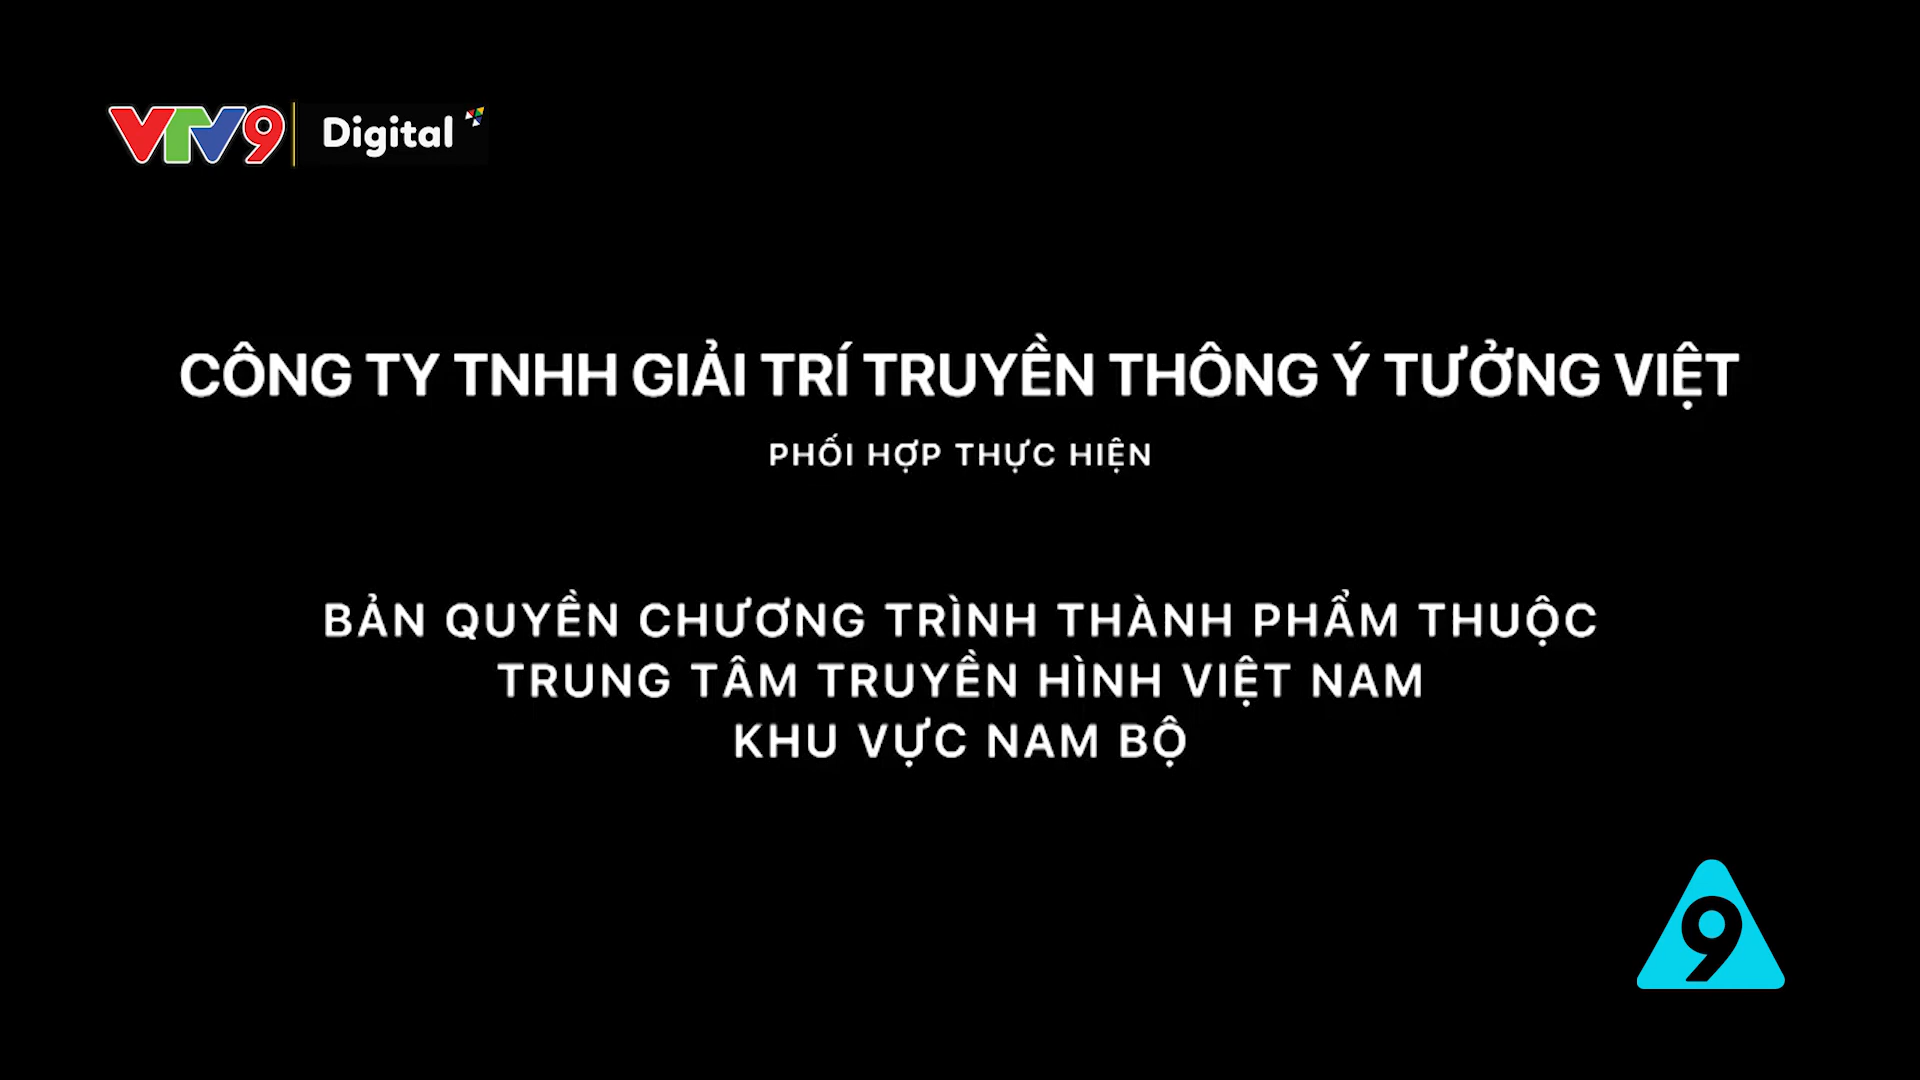 VTV9 Digital
CÔNG TY TNHH GIẢI TRÍ TRUYỀN THÔNG Ý TƯỞNG VIỆT
PHỐI HỢP THỰC HIỆN
BẢN QUYỀN CHƯƠNG TRÌNH THÀNH PHẨM THUỘC
TRUNG TÂM TRUYỀN HÌNH VIỆT NAM
KHU VỰC NAM BỘ
9